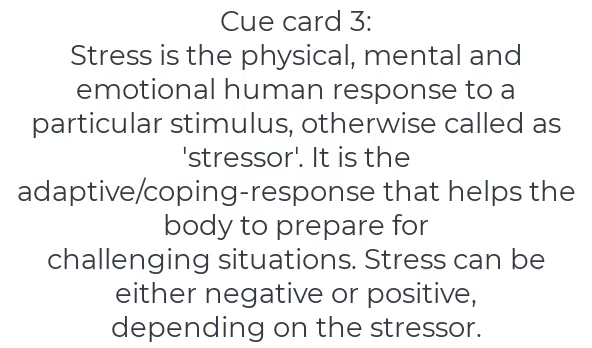 Cue card 3:
Stress is the physical, mental and
emotional human response to a
particular stimulus, otherwise called as
'stressor'. It is the
adaptive/coping-response that helps the
body to prepare for
challenging situations. Stress can be
either negative or positive,
depending on the stressor.